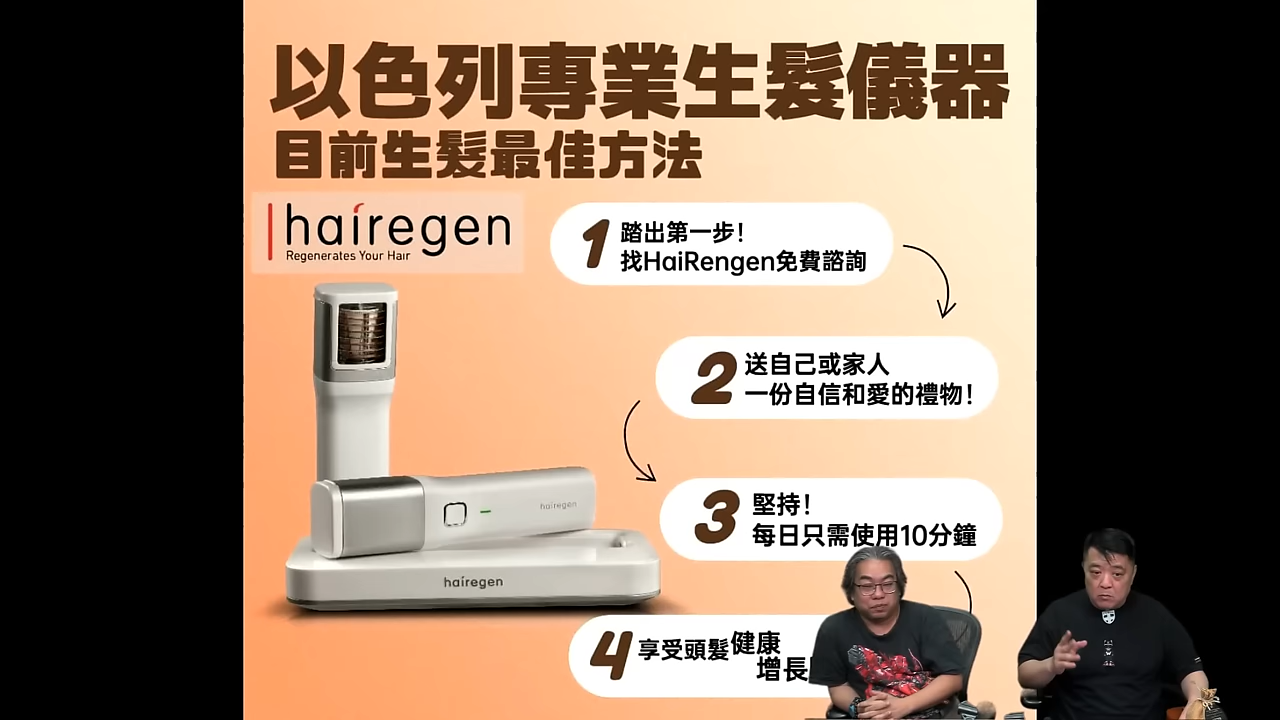 以色列專業生髮儀器
目前生髮最佳方法
hairegen
Regenerates Your Hair
1 踏出第一步！
找HaiRengen免費諮詢
2 送自己或家人
一份自信和愛的禮物！
3 堅持！
每日只需使用10分鐘
hairegen
hairegen
4 享受頭髮健康
增長